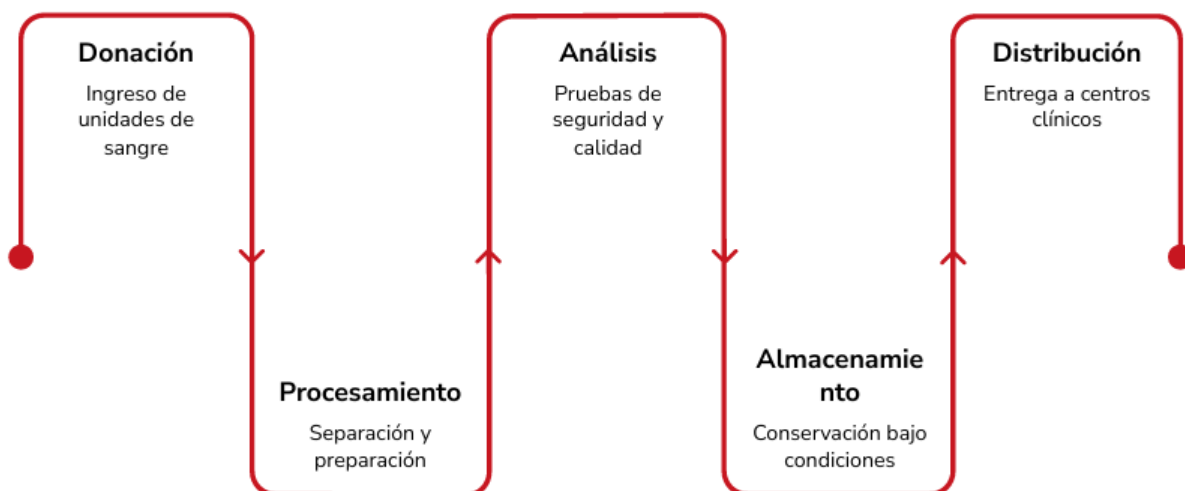 Donación
Ingreso de
unidades de
sangre
Procesamiento
Separación y
preparación
Análisis
Pruebas de
seguridad y
calidad
Almacenamie
nto
Conservación bajo
condiciones
Distribución
Entrega a centros
clínicos